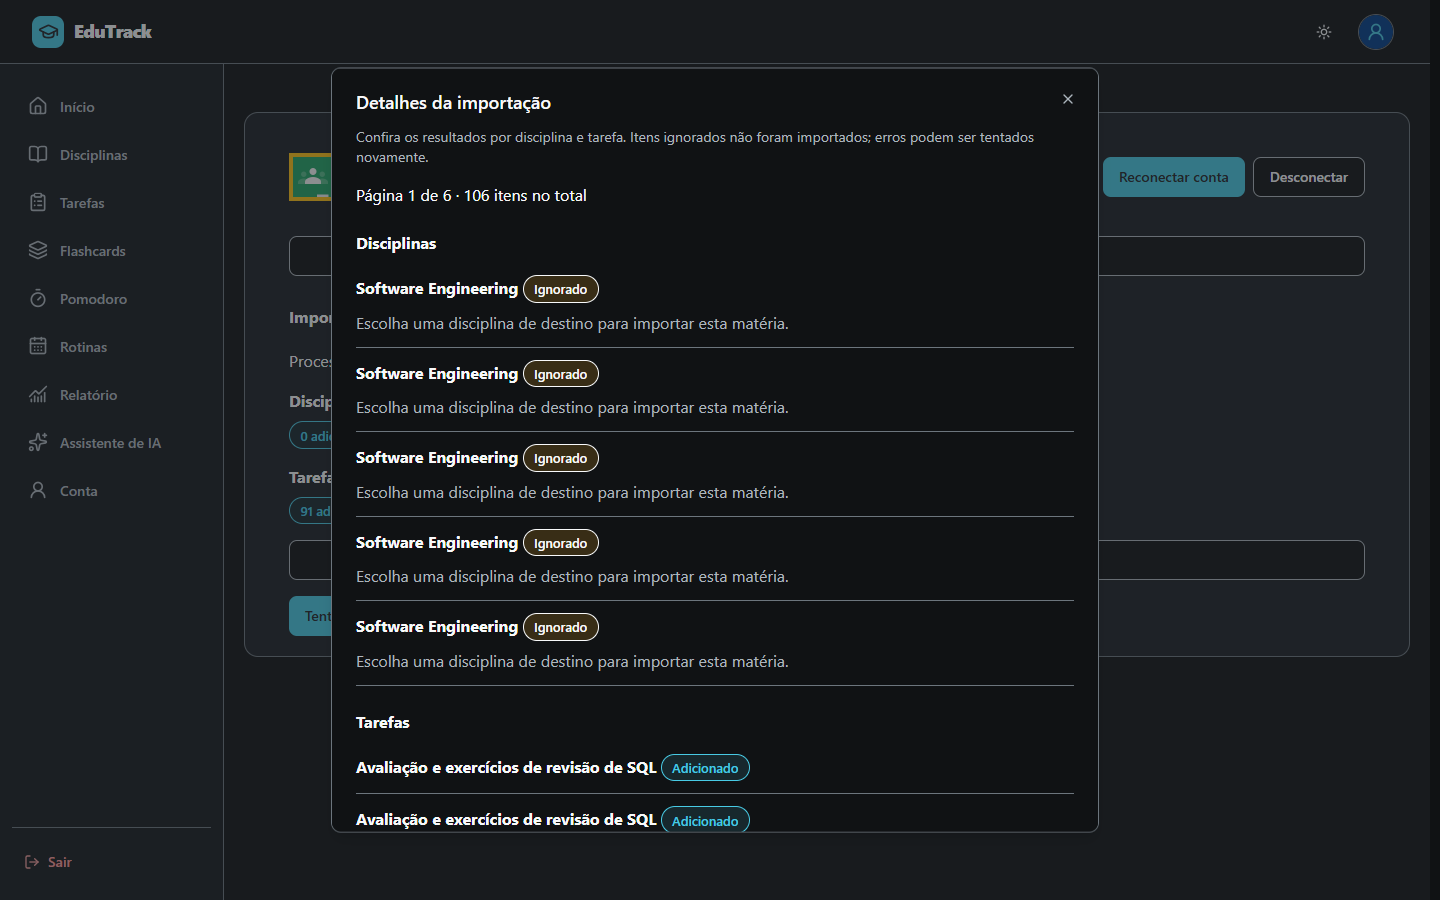 EduTrack
Início
Disciplinas
Tarefas
Flashcards
Pomodoro
Rotinas
Relatório
Assistente de IA
Conta
Sair
Reconectar conta
Desconectar
Detalhes da importação
Confira os resultados por disciplina e tarefa. Itens ignorados não foram importados; erros podem ser tentados
novamente.
Página 1 de 6 · 106 itens no total
Disciplinas
Software Engineering Ignorado
Escolha uma disciplina de destino para importar esta matéria.
Software Engineering Ignorado
Escolha uma disciplina de destino para importar esta matéria.
Software Engineering Ignorado
Escolha uma disciplina de destino para importar esta matéria.
Software Engineering Ignorado
Escolha uma disciplina de destino para importar esta matéria.
Software Engineering Ignorado
Escolha uma disciplina de destino para importar esta matéria.
Tarefas
Avaliação e exercícios de revisão de SQL Adicionado
Avaliação e exercícios de revisão de SQL Adicionado